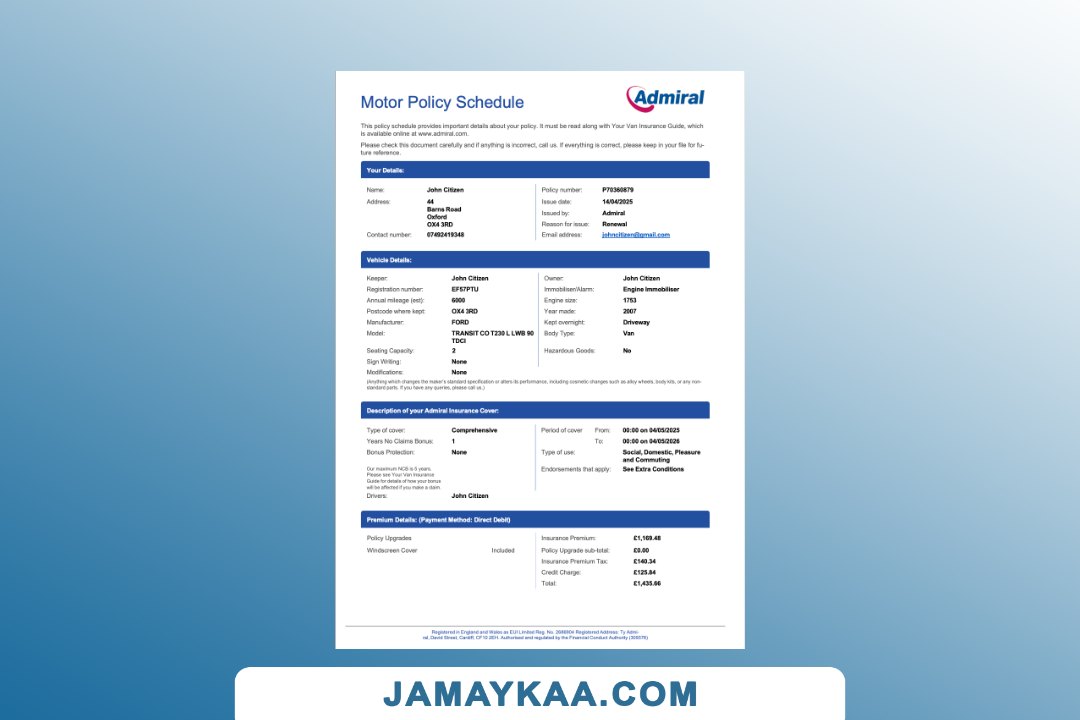 Motor Policy Schedule
Admiral
This policy schedule provides important details about your policy. It must be read along with Your Van Insurance Guide, which
is available online at www.admiral.com.
Please check this document carefully and if anything is incorrect, call us. If everything is correct, please keep in your file for fu-
ture reference.
Your Details:
Name: John Citizen Policy number: P70360879
Address: 44 Issue date: 14/04/2025
Barns Road Issued by: Admiral
Oxford
OX4 3RD Reason for issue: Renewal
Contact number: 07492419348 Email address: johncitizen@gmail.com
Vehicle Details:
Keeper: John Citizen Owner: John Citizen
Registration number: EF57PTU Immobiliser/Alarm: Engine Immobiliser
Annual mileage (est): 6000 Engine size: 1753
Postcode where kept: OX4 3RD Year made: 2007
Manufacturer: FORD Kept overnight: Driveway
Model: TRANSIT CO T230 L LWB 90 Body Type: Van
TDCI
Seating Capacity: 2 Hazardous Goods: No
Sign Writing: None
Modifications: None
(Anything which changes the maker's standard specification or alters its performance, including cosmetic changes such as alloy wheels, body kits, or any non-
standard parts. If you have any queries, please call us.)
Description of your Admiral Insurance Cover:
Type of cover: Comprehensive Period of cover From: 00:00 on 04/05/2025
Years No Claims Bonus: 1 To: 00:00 on 04/05/2026
Bonus Protection: None Type of use: Social, Domestic, Pleasure
and Commuting
Our maximum NCB is 5 years. Endorsements that apply: See Extra Conditions
Please see Your Van Insurance
Guide for details of how your bonus
will be affected if you make a claim.
Drivers: John Citizen
Premium Details: (Payment Method: Direct Debit)
Policy Upgrades Insurance Premium: £1,169.48
Windscreen Cover Included Policy Upgrade sub-total: £0.00
Insurance Premium Tax: £140.34
Credit Charge: £125.84
Total: £1,435.66
Registered in England and Wales as EUI Limited Reg. No. Registered Address: Ty Admi-
ral, David Street, Cardiff, CF10 2EH. Authorised and regulated by the Financial Conduct Authority
JAMAYKAA.COM